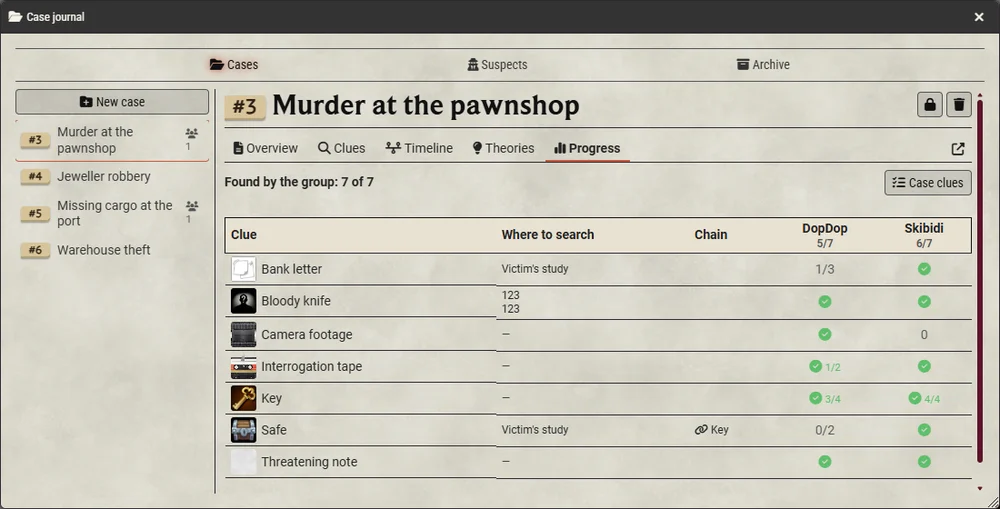 Case journal
Cases
Suspects
Archive
New case
#3
Murder at the
pawnshop
1
#4
Jeweller robbery
#5
Missing cargo at the
port
1
#6
Warehouse theft
#3 Murder at the pawnshop
Overview
Clues
Timeline
Theories
Progress
Found by the group: 7 of 7
Case clues
Clue Where to search Chain DopDop Skibidi
5/7 6/7
Bank letter Victim's study 1/3
Bloody knife 123
123
Camera footage – 0
Interrogation tape – 1/2
Key – 3/4 4/4
Safe Victim's study Key 0/2
Threatening note –